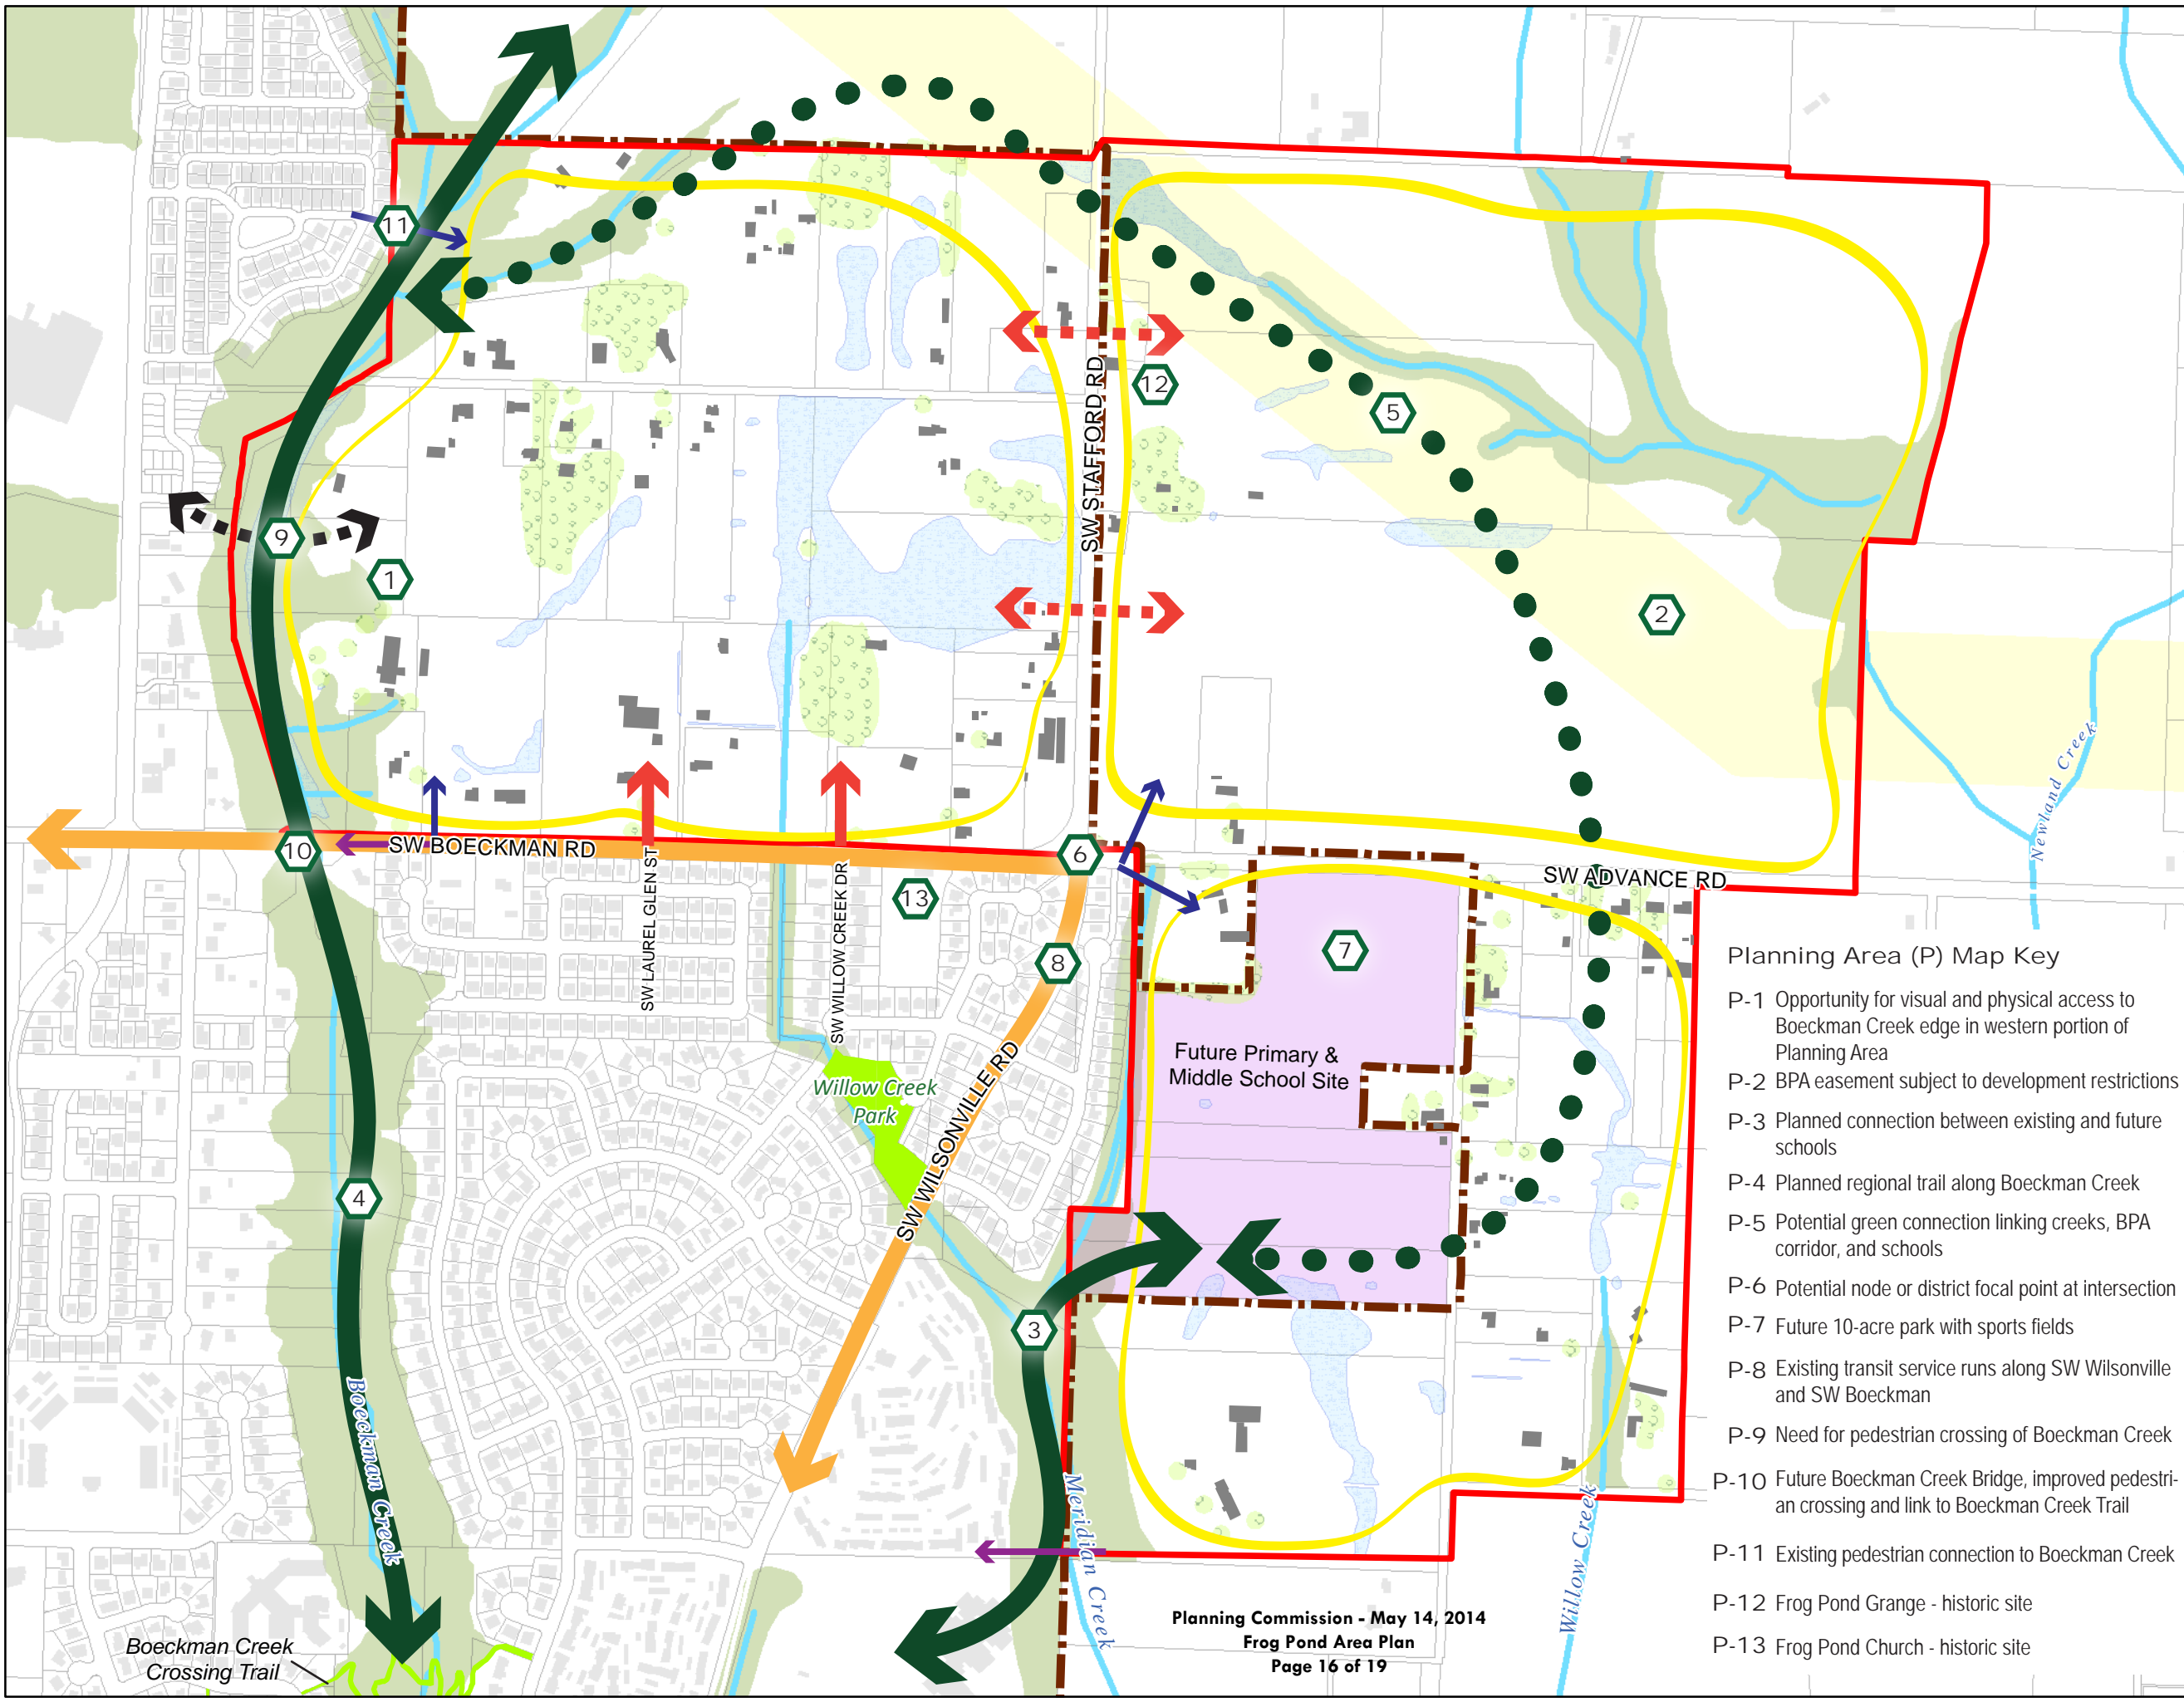 11
12
5
9
1
2
SW STAFFORD RD
10
SW BOECKMAN RD
6
SW ADVANCE RD
13
SW LAUREL GLEN ST
SW WILLOW CREEK DR
8
7
Newland Creek
Future Primary &
Middle School Site
Willow Creek
Park
SW WILSONVILLE RD
4
3
Boeckman Creek
Meridian Creek
Willow Creek
Boeckman Creek
Crossing Trail
Planning Area (P) Map Key
P-1 Opportunity for visual and physical access to
Boeckman Creek edge in western portion of
Planning Area
P-2 BPA easement subject to development restrictions
P-3 Planned connection between existing and future
schools
P-4 Planned regional trail along Boeckman Creek
P-5 Potential green connection linking creeks, BPA
corridor, and schools
P-6 Potential node or district focal point at intersection
P-7 Future 10-acre park with sports fields
P-8 Existing transit service runs along SW Wilsonville
and SW Boeckman
P-9 Need for pedestrian crossing of Boeckman Creek
P-10 Future Boeckman Creek Bridge, improved pedestri-
an crossing and link to Boeckman Creek Trail
P-11 Existing pedestrian connection to Boeckman Creek
P-12 Frog Pond Grange - historic site
P-13 Frog Pond Church - historic site
Planning Commission - May 14, 2014
Frog Pond Area Plan
Page 16 of 19